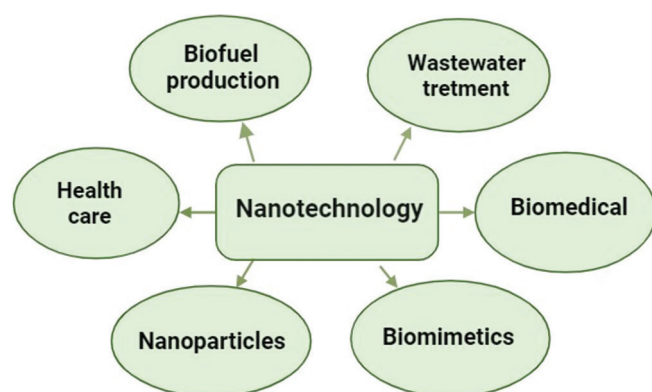 Biofuel
production
Wastewater
tretment
Health
care
Nanotechnology
Biomedical
Nanoparticles
Biomimetics